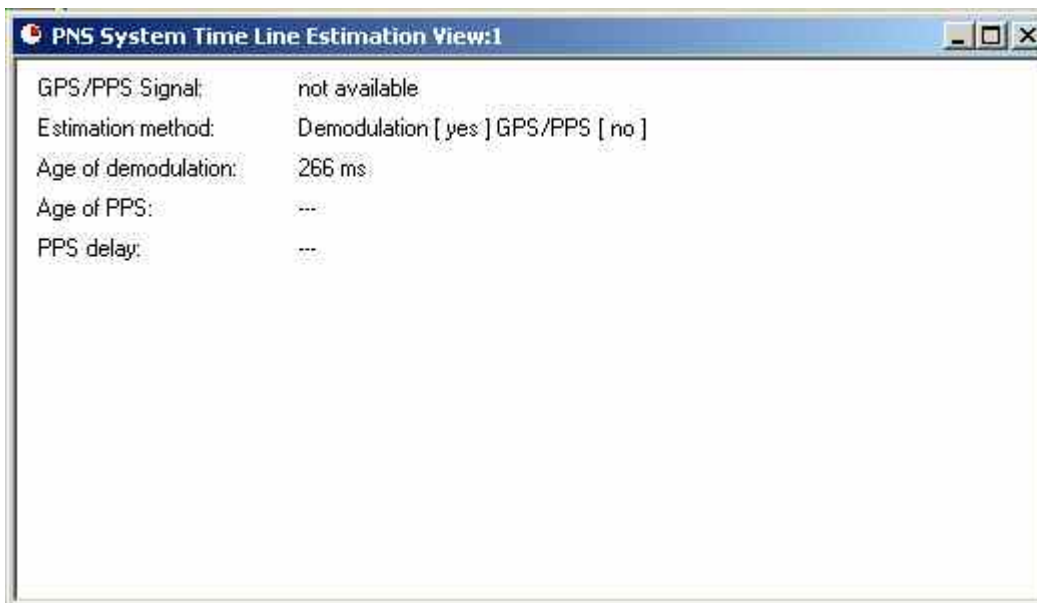 PNS System Time Line Estimation View:1
GPS/PPS Signal: not available
Estimation method: Demodulation [ yes ] GPS/PPS [ no ]
Age of demodulation: 266 ms
Age of PPS: ---
PPS delay: ---